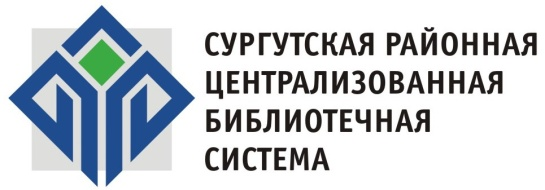 СУРГУТСКАЯ РАЙОННАЯ
ЦЕНТРАЛИЗОВАННАЯ
БИБЛИОТЕЧНАЯ
СИСТЕМА